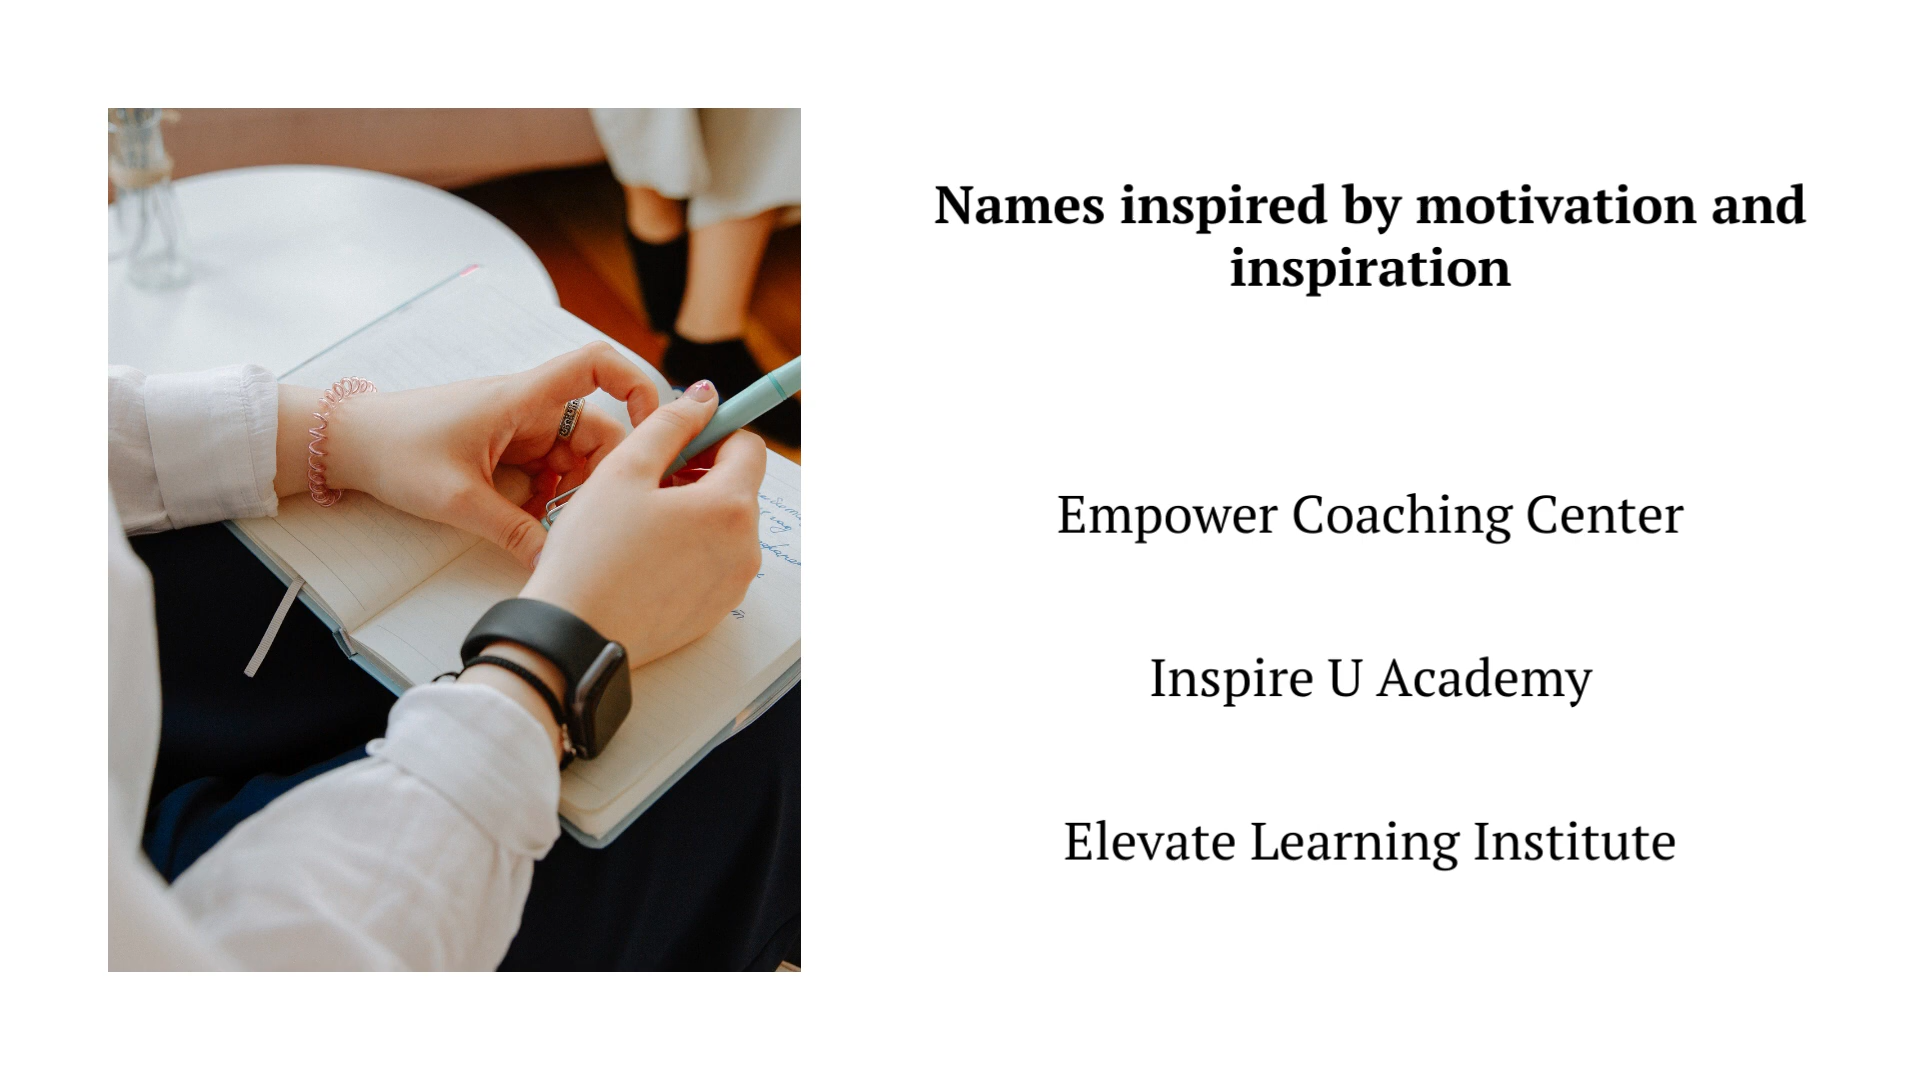 Names inspired by motivation and
inspiration
Empower Coaching Center
Inspire U Academy
Elevate Learning Institute